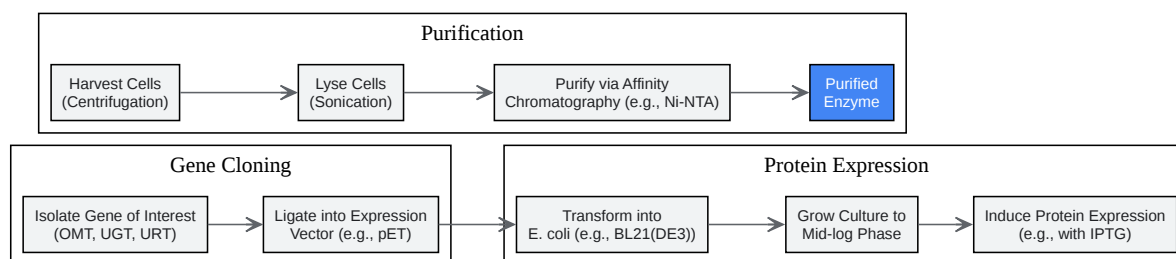 Purification
Harvest Cells
(Centrifugation)
Lyse Cells
(Sonication)
Purify via Affinity
Chromatography (e.g., Ni-NTA)
Purified
Enzyme
Gene Cloning
Isolate Gene of Interest
(OMT, UGT, URT)
Ligate into Expression
Vector (e.g., pET)
Protein Expression
Transform into
E. coli (e.g., BL21(DE3))
Grow Culture to
Mid-log Phase
Induce Protein Expression
(e.g., with IPTG)